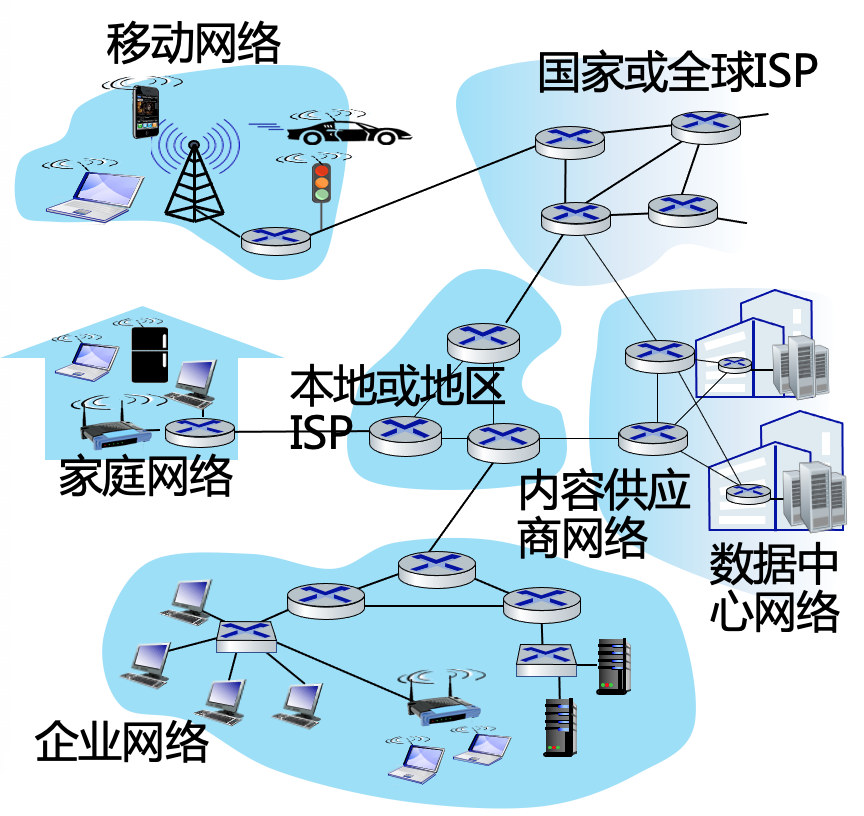 移动网络
国家或全球ISP
本地或地区
ISP
家庭网络
内容供应
商网络
数据中
心网络
企业网络